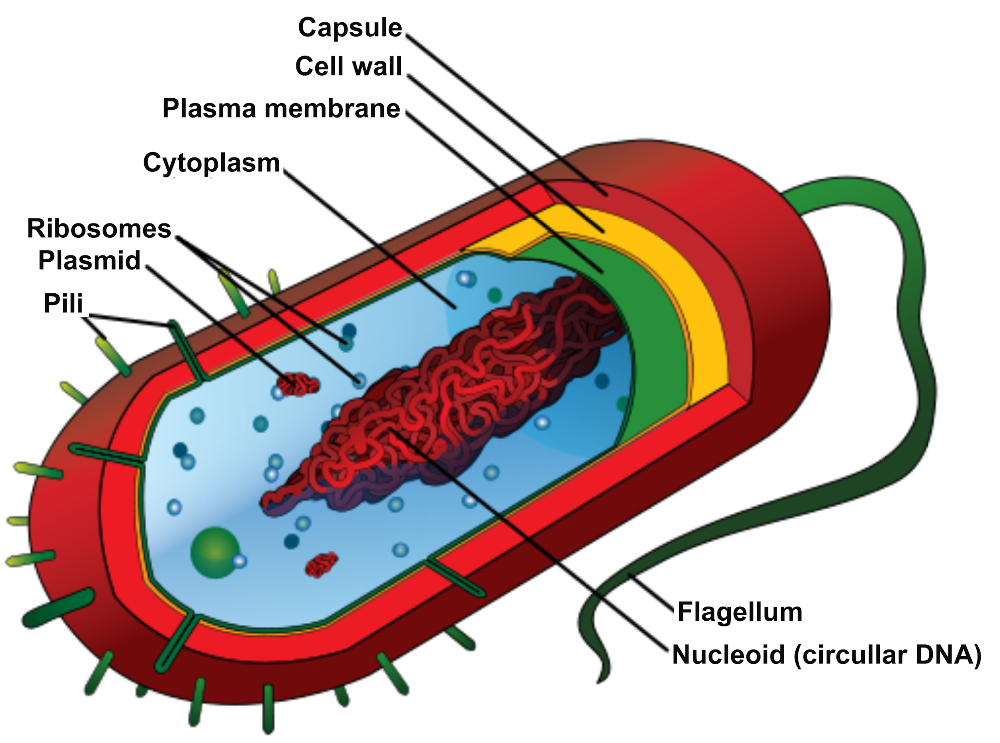 Capsule
Cell wall
Plasma membrane
Cytoplasm
Ribosomes
Plasmid
Pili
Flagellum
Nucleoid (circullar DNA)